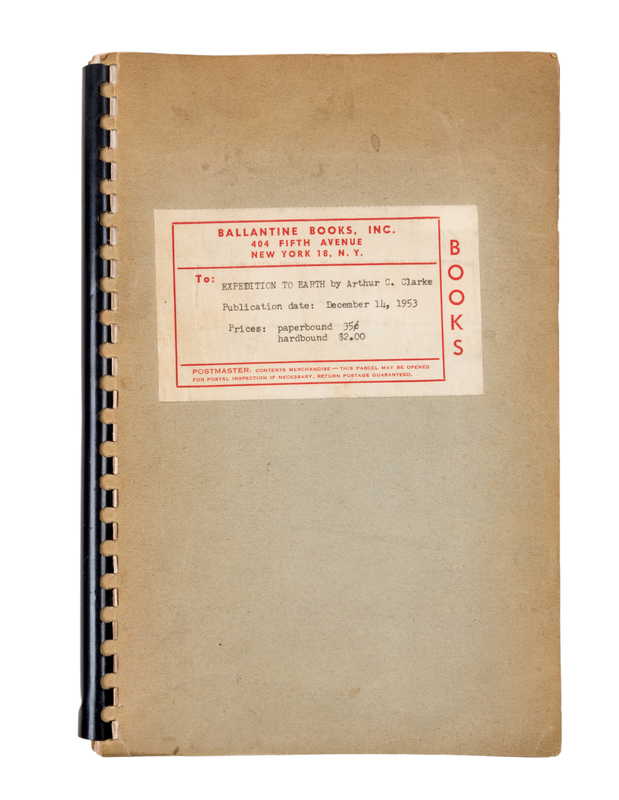 BALLANTINE BOOKS, INC.
404 FIFTH AVENUE
NEW YORK 18, N. Y.
To: EXPEDITION TO EARTH by Arthur C. Clarke
Publication date: December 14, 1953
Prices: paperbound 35¢
hardbound $2.00
POSTMASTER: CONTENTS MERCHANDISE—THIS PARCEL MAY BE OPENED
FOR POSTAL INSPECTION IF NECESSARY. RETURN POSTAGE GUARANTEED.
BOOKS